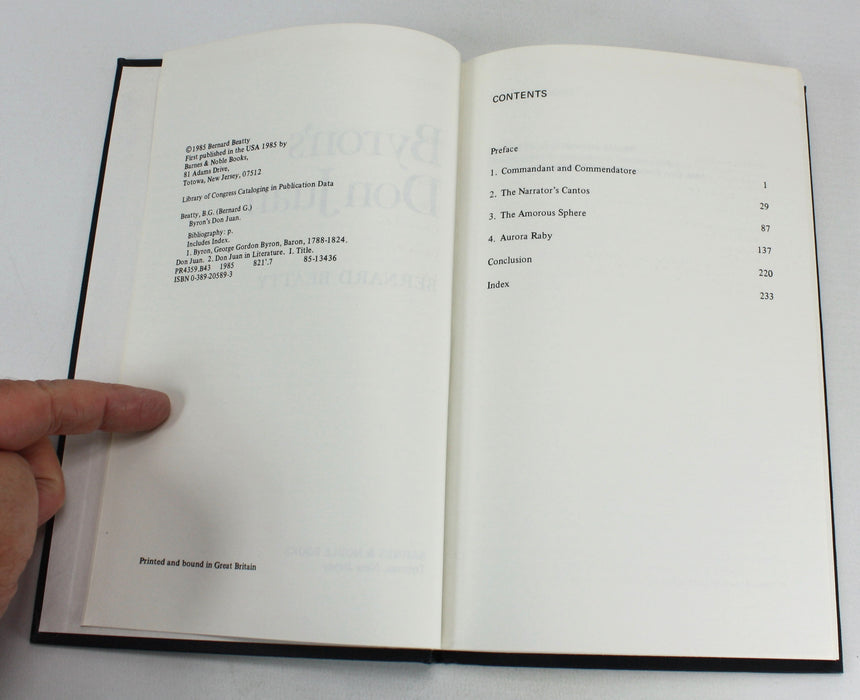 ©1985 Bernard Beatty
First published in the USA 1985 by
Barnes & Noble Books,
81 Adams Drive,
Totowa, New Jersey, 07512
Library of Congress Cataloging in Publication Data
Beatty, B.G. (Bernard G.)
Byron's Don Juan.
Bibliography: p.
Includes Index.
1. Byron, George Gordon Byron, Baron, 1788-1824.
Don Juan. 2. Don Juan in Literature. I. Title.
PR4359.B43 1985 821'.7 85-13436
ISBN 0-389-20589-3
Printed and bound in Great Britain
CONTENTS
Preface
1. Commandant and Commendatore 1
2. The Narrator's Cantos 29
3. The Amorous Sphere 87
4. Aurora Raby 137
Conclusion 220
Index 233